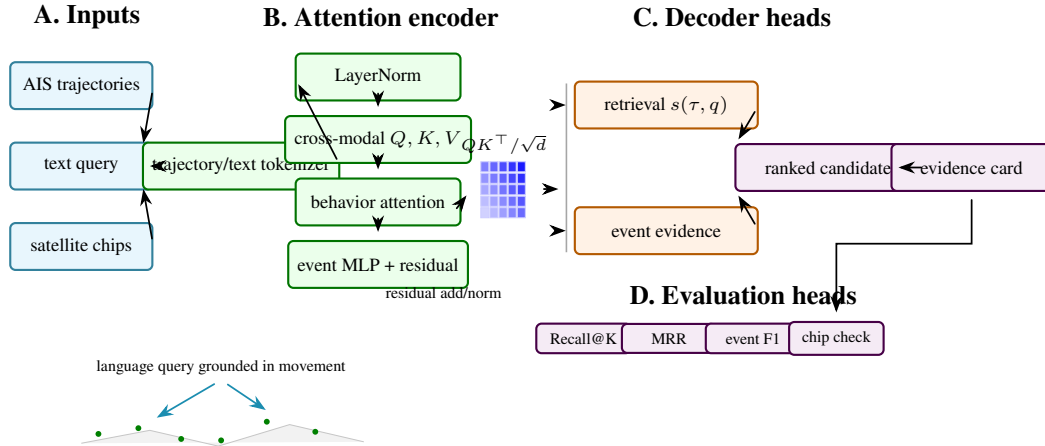 A. Inputs
B. Attention encoder
C. Decoder heads
AIS trajectories
text query
satellite chips
trajectory/text tokenizer
LayerNorm
cross-modal Q, K, V
behavior attention
event MLP + residual
residual add/norm
QK⊤/√d
retrieval s(τ, q)
event evidence
ranked candidate
evidence card
D. Evaluation heads
Recall@K
MRR
event F1
chip check
language query grounded in movement